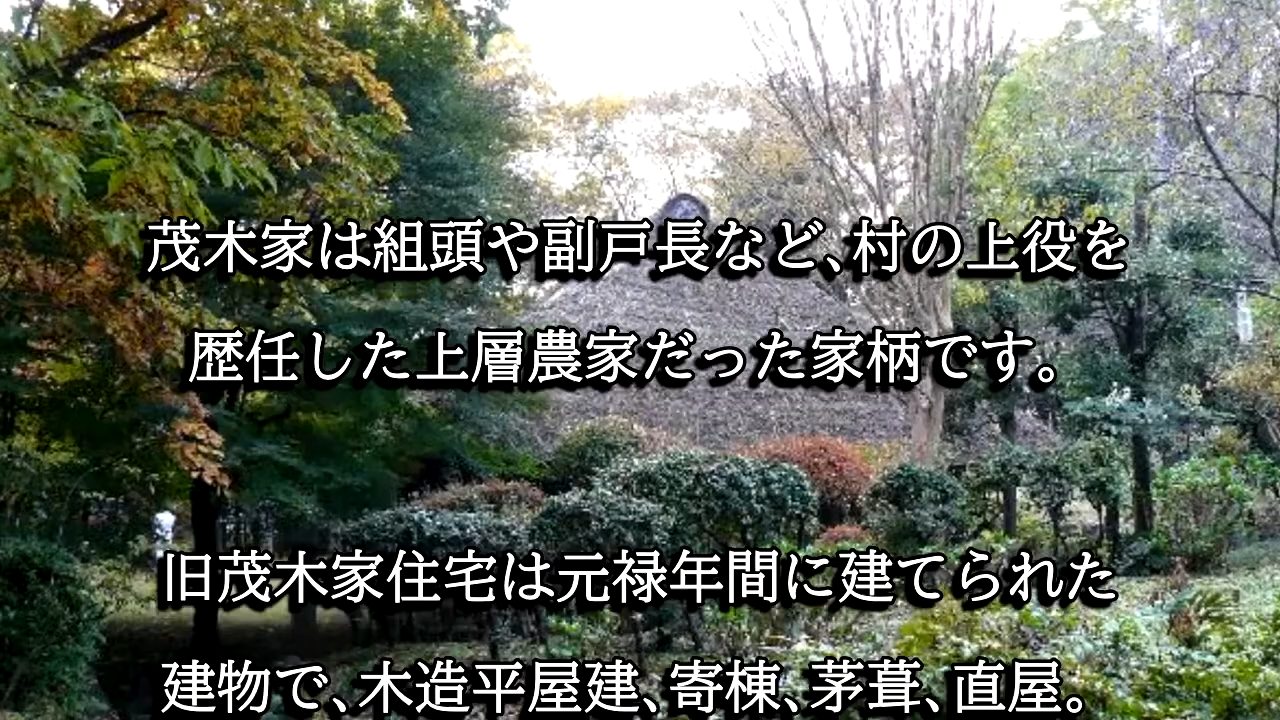 茂木家は組頭や副戸長など、村の上役を
歴任した上層農家だった家柄です。
旧茂木家住宅は元禄年間に建てられた
建物で、木造平屋建、寄棟、茅葺、直屋。